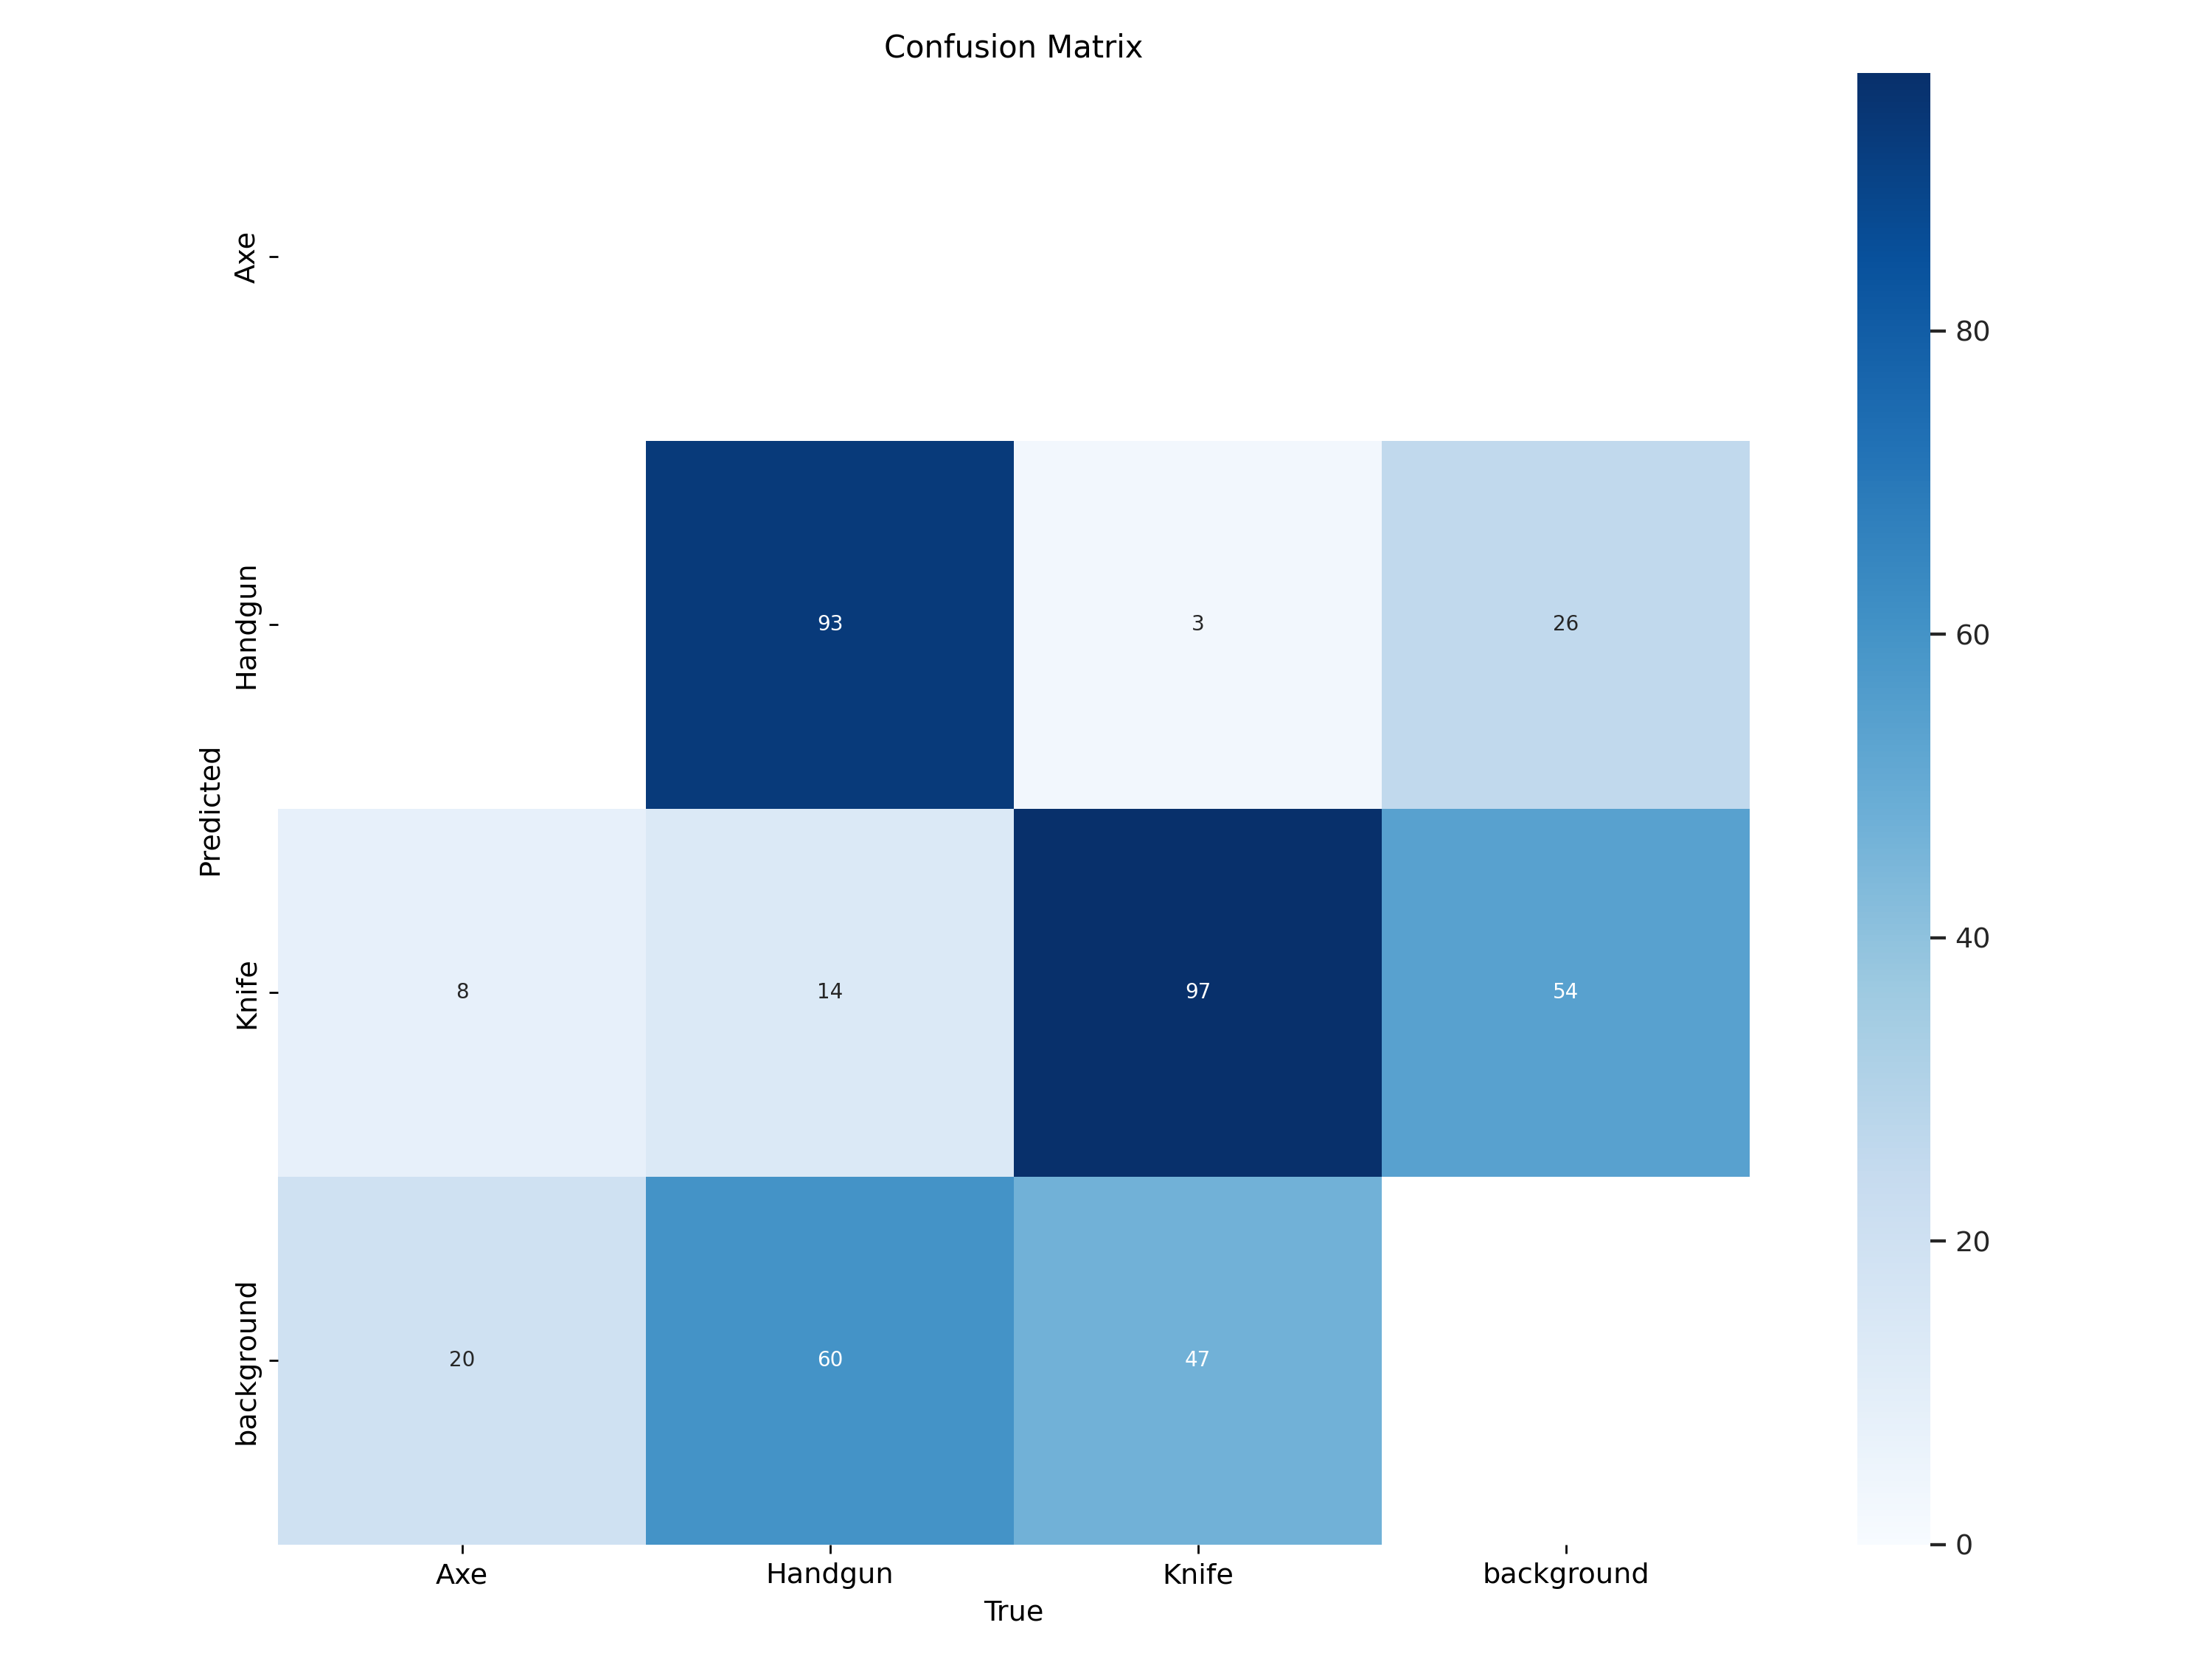 Confusion Matrix
Axe
Handgun
Knife
background
Predicted
93 3 26
8 14 97 54
20 60 47
Axe Handgun Knife background
True
80
60
40
20
0